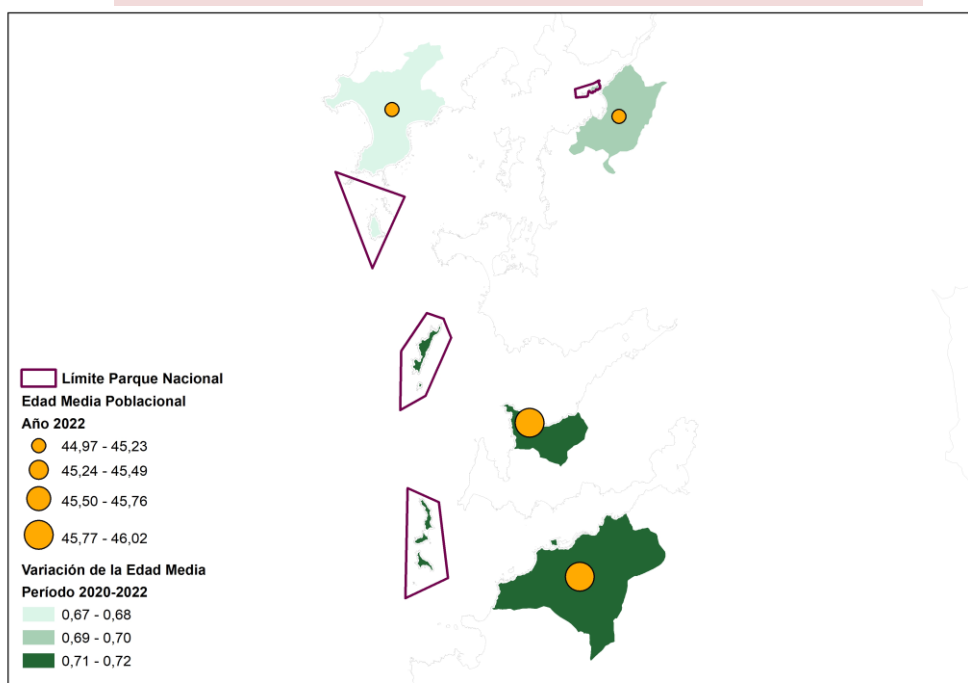 Límite Parque Nacional
Edad Media Poblacional
Año 2022
44,97 - 45,23
45,24 - 45,49
45,50 - 45,76
45,77 - 46,02
Variación de la Edad Media
Período 2020-2022
0,67 - 0,68
0,69 - 0,70
0,71 - 0,72